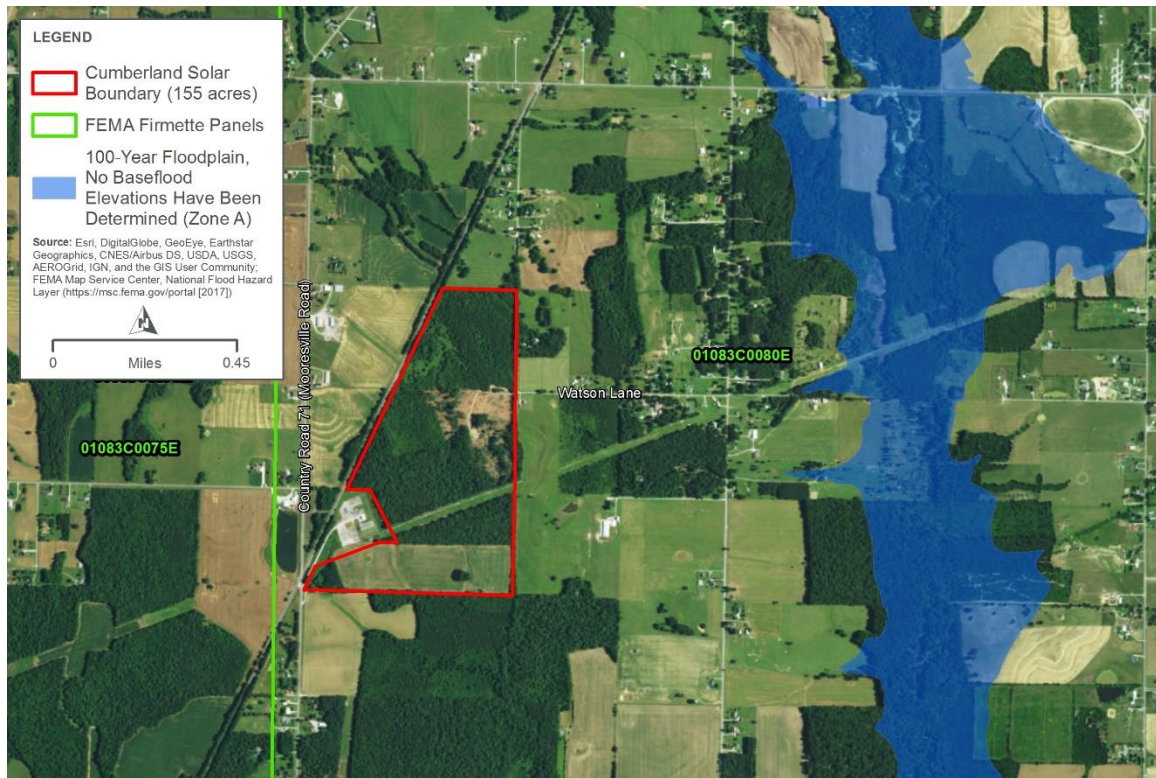 LEGEND
Cumberland Solar
Boundary (155 acres)
FEMA Firmette Panels
100-Year Floodplain,
No Baseflood
Elevations Have Been
Determined (Zone A)
Source: Esri, DigitalGlobe, GeoEye, Earthstar
Geographics, CNES/Airbus DS, USDA, USGS,
AEROGrid, IGN, and the GIS User Community;
FEMA Map Service Center, National Flood Hazard
Layer (https://msc.fema.gov/portal [2017])
N
0
Miles
0.45
Country Road 71 (Mooresville Road)
01083C0080E
Watson Lane
01083C0075E